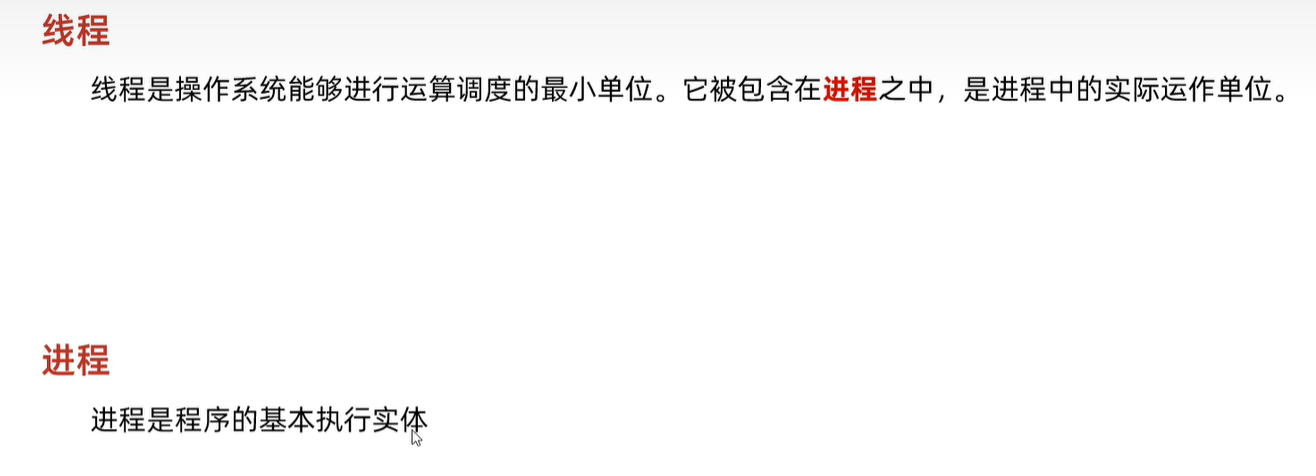 线程
线程是操作系统能够进行运算调度的最小单位。它被包含在进程之中，是进程中的实际运作单位。
进程
进程是程序的基本执行实体